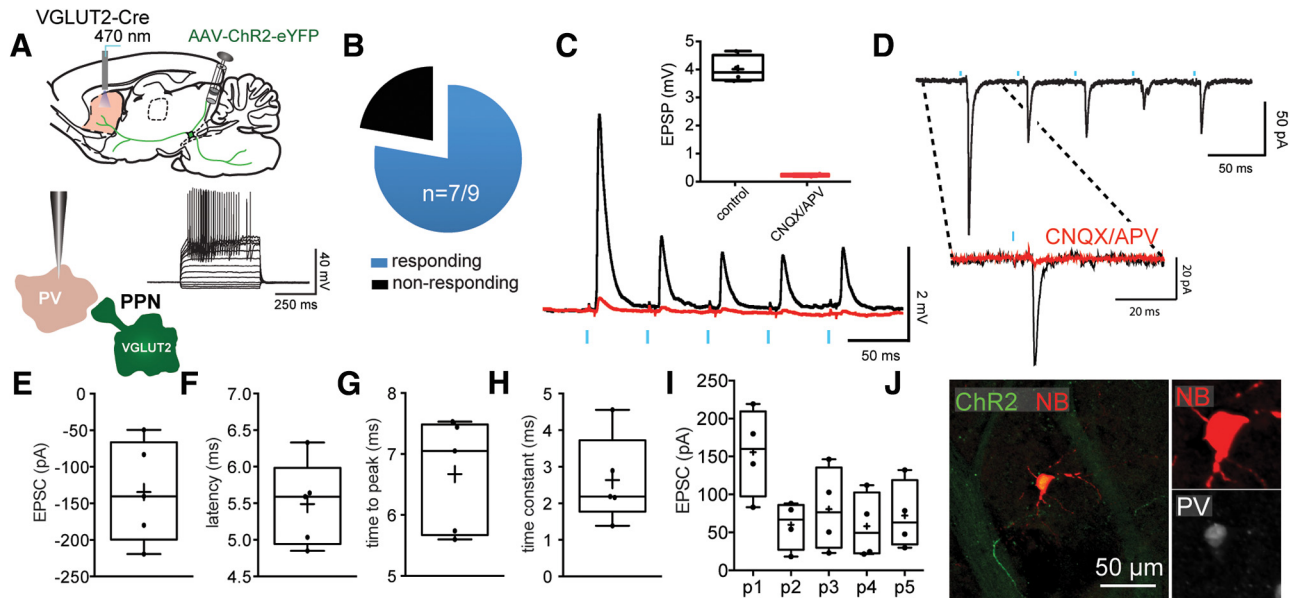 A
VGLUT2-Cre
470 nm
AAV-ChR2-eYFP
PV
PPN
VGLUT2
40 mV
250 ms
B
n=7/9
responding
non-responding
C
EPSP (mV)
5
4
3
2
1
0
control
CNQX/APV
2 mV
50 ms
D
50 pA
50 ms
CNQX/APV
20 pA
20 ms
E
EPSC (pA)
0
-50
-100
-150
-200
-250
F
latency (ms)
7.0
6.5
6.0
5.5
5.0
4.5
G
time to peak (ms)
8
7
6
5
H
time constant (ms)
5
4
3
2
1
0
I
EPSC (pA)
250
200
150
100
50
0
p1 p2 p3 p4 p5
J
ChR2 NB
50 µm
NB
PV